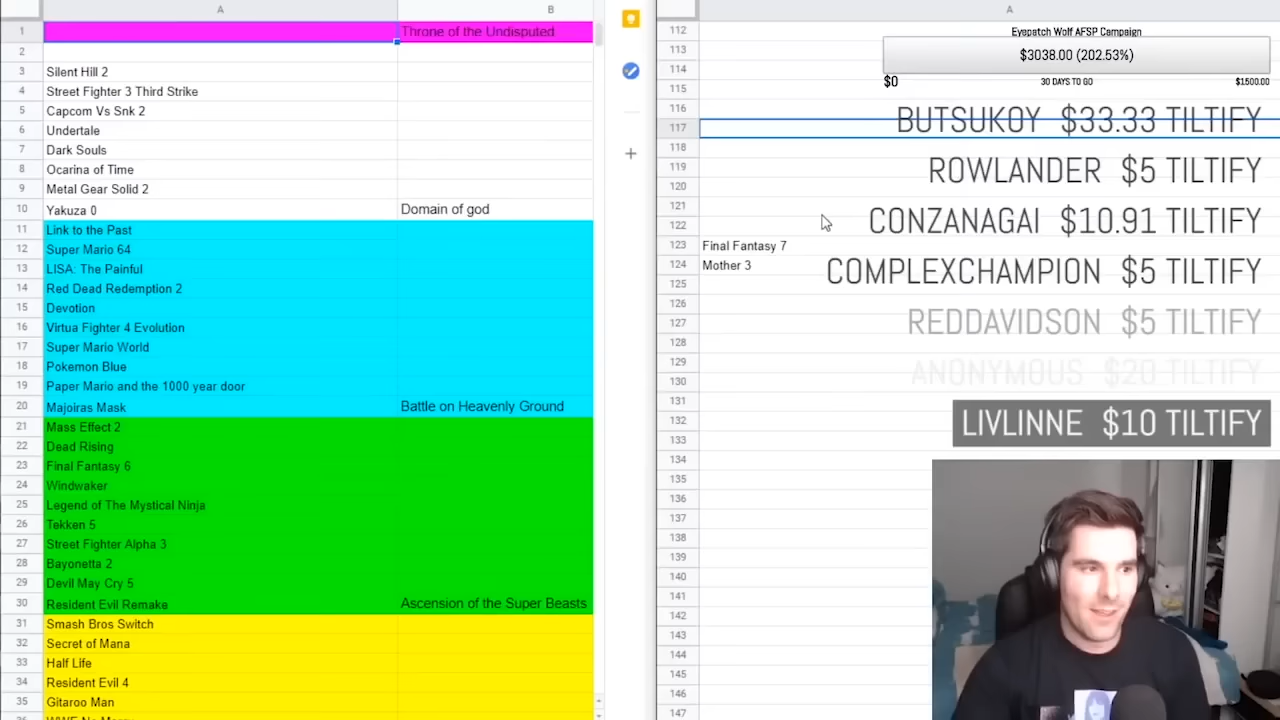 A B
1 Throne of the Undisputed
2
3 Silent Hill 2
4 Street Fighter 3 Third Strike
5 Capcom Vs Snk 2
6 Undertale
7 Dark Souls
8 Ocarina of Time
9 Metal Gear Solid 2
10 Yakuza 0 Domain of god
11 Link to the Past
12 Super Mario 64
13 LISA: The Painful
14 Red Dead Redemption 2
15 Devotion
16 Virtua Fighter 4 Evolution
17 Super Mario World
18 Pokemon Blue
19 Paper Mario and the 1000 year door
20 Majoiras Mask Battle on Heavenly Ground
21 Mass Effect 2
22 Dead Rising
23 Final Fantasy 6
24 Windwaker
25 Legend of The Mystical Ninja
26 Tekken 5
27 Street Fighter Alpha 3
28 Bayonetta 2
29 Devil May Cry 5
30 Resident Evil Remake Ascension of the Super Beasts
31 Smash Bros Switch
32 Secret of Mana
33 Half Life
34 Resident Evil 4
35 Gitaroo Man
A
112
113
114
115
116
117
118
119
120
121
122
123 Final Fantasy 7
124 Mother 3
125
126
127
128
129
130
131
132
133
134
135
136
137
138
139
140
141
142
143
144
145
146
147
Eyepatch Wolf AFSP Campaign
$3038.00 (202.53%)
$0 30 DAYS TO GO $1500.00
BUTSUKOY $33.33 TILTIFY
ROWLANDER $5 TILTIFY
CONZANAGAI $10.91 TILTIFY
COMPLEXCHAMPION $5 TILTIFY
REDDAVIDSON $5 TILTIFY
ANONYMOUS $20 TILTIFY
LIVLINNE $10 TILTIFY